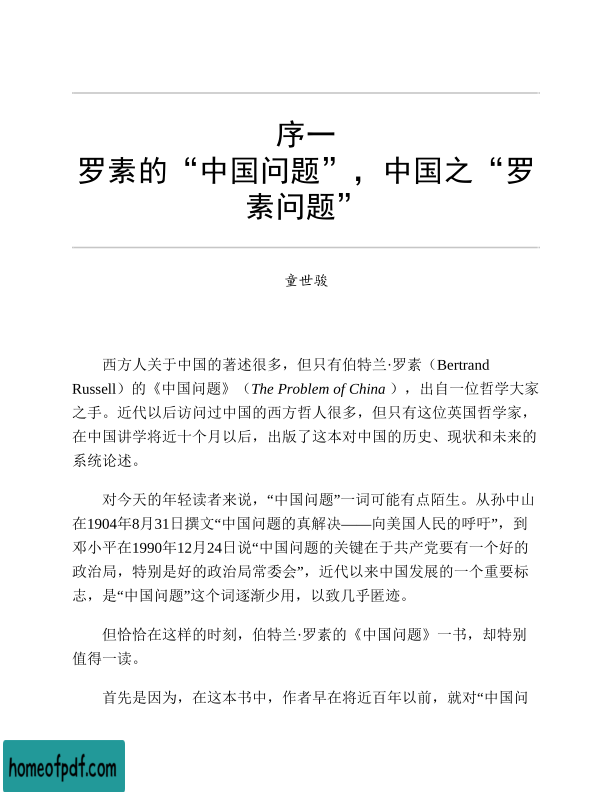 序一
罗素的“中国问题”，中国之“罗
素问题”
童世骏
西方人关于中国的著述很多，但只有伯特兰·罗素（Bertrand
Russell）的《中国问题》（The Problem of China ），出自一位哲学大家
之手。近代以后访问过中国的西方哲人很多，但只有这位英国哲学家，
在中国讲学将近十个月以后，出版了这本对中国的历史、现状和未来的
系统论述。
对今天的年轻读者来说，“中国问题”一词可能有点陌生。从孙中山
在1904年8月31日撰文“中国问题的真解决——向美国人民的呼吁”，到
邓小平在1990年12月24日说“中国问题的关键在于共产党要有一个好的
政治局，特别是好的政治局常委会”，近代以来中国发展的一个重要标
志，是“中国问题”这个词逐渐少用，以致几乎匿迹。
但恰恰在这样的时刻，伯特兰·罗素的《中国问题》一书，却特别
值得一读。
首先是因为，在这本书中，作者早在将近百年以前，就对“中国问
homeofpdf.com